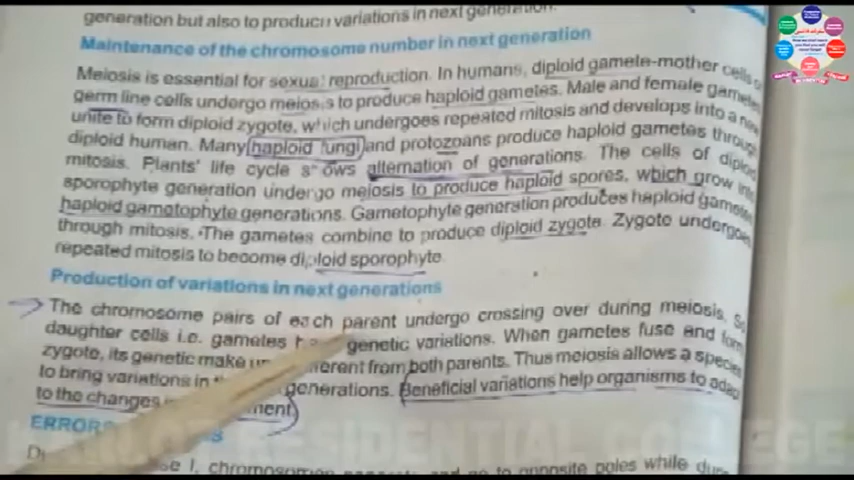 generation but also to produce variations in next generation.
Maintenance of the chromosome number in next generation
Meiosis is essential for sexual reproduction. In humans, diploid gamete-mother cells
germ line cells undergo meiosis to produce haploid gametes. Male and female gametes
unite to form diploid zygote, which undergoes repeated mitosis and develops into a new
diploid human. Many haploid fungi and protozoans produce haploid gametes through
mitosis. Plants' life cycle shows alternation of generations. The cells of diploid
sporophyte generation undergo meiosis to produce haploid spores, which grow into
haploid gametophyte generations. Gametophyte generation produces haploid gametes
through mitosis. The gametes combine to produce diploid zygote. Zygote undergoes
repeated mitosis to become diploid sporophyte.
Production of variations in next generations
The chromosome pairs of each parent undergo crossing over during meiosis. So
daughter cells i.e. gametes genetic variations. When gametes fuse and form
zygote, its genetic make from both parents. Thus meiosis allows a species
to bring variations in generations. Beneficial variations help organisms to adapt
to the changes
ERRORS
I, chromosomes to opposite poles while
RESIDENTIAL COLLEGE